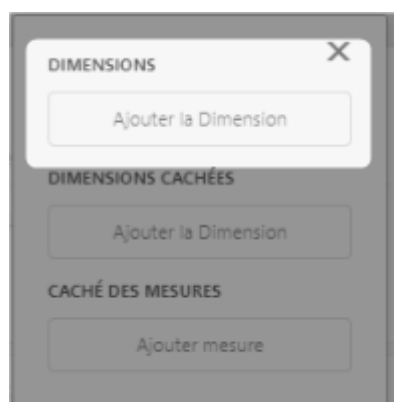 DIMENSIONS
Ajouter la Dimension
DIMENSIONS CACHÉES
Ajouter la Dimension
CACHÉ DES MESURES
Ajouter mesure